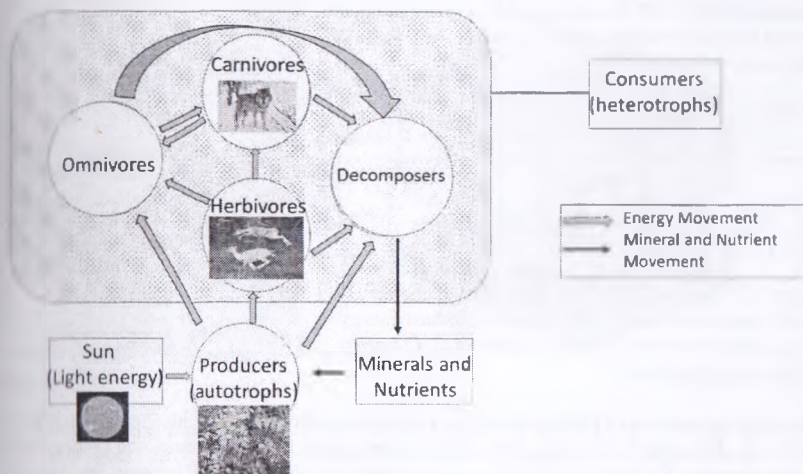 Carnivores
Consumers
(heterotrophs)
Omnivores
Decomposers
Herbivores
Energy Movement
Mineral and Nutrient
Movement
Sun
(Light energy)
Producers
(autotrophs)
Minerals and
Nutrients